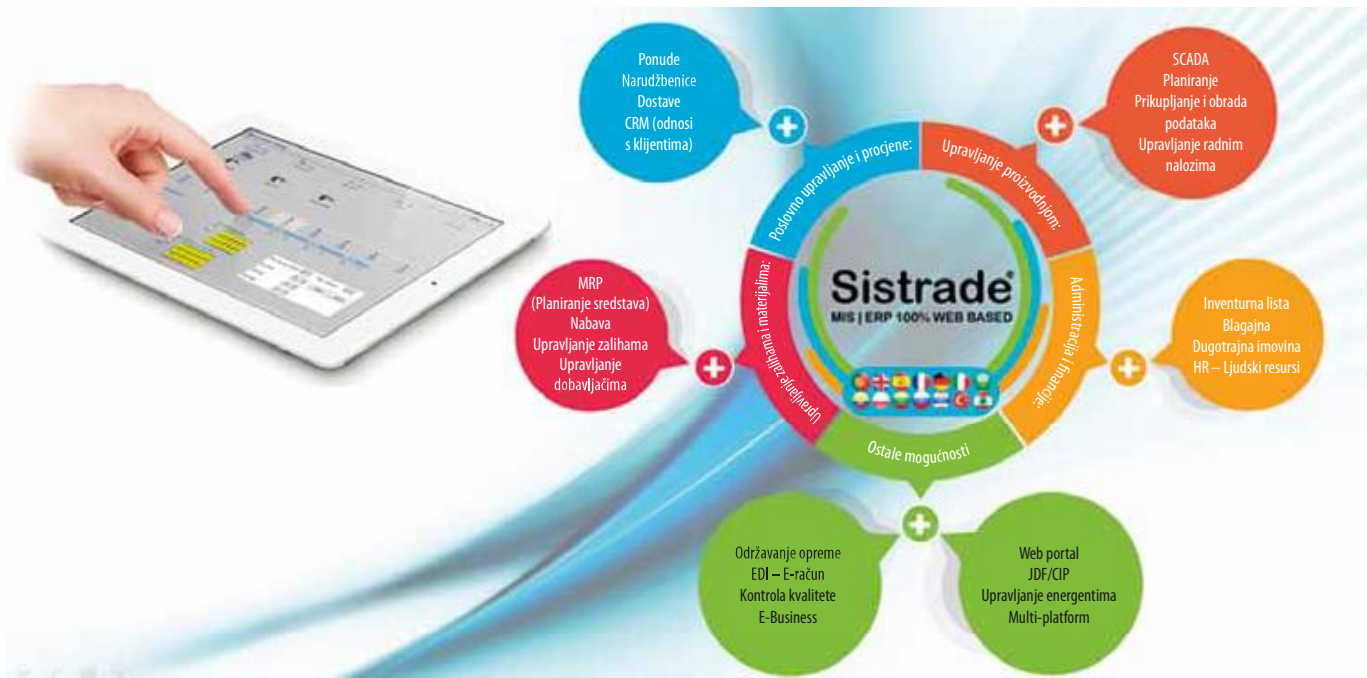 Ponude
Narudžbenice
Dostave
CRM (odnosi
s klijentima)
SCADA
Planiranje
Prikupljanje i obrada
podataka
Upravljanje radnim
nalozima
Poslovno upravljanje i procjene:
Upravljanje proizvodnjom:
MRP
(Planiranje sredstava)
Nabava
Upravljanje zalihama
Upravljanje
dobavljačima
Upravljanje zalihama i materijalima:
Sistrade®
MIS | ERP 100% WEB BASED
Administracija i financije:
Inventurna lista
Blagajna
Dugotrajna imovina
HR – Ljudski resursi
Ostale mogućnosti
Održavanje opreme
EDI – E-račun
Kontrola kvalitete
E-Business
Web portal
JDF/CIP
Upravljanje energentima
Multi-platform